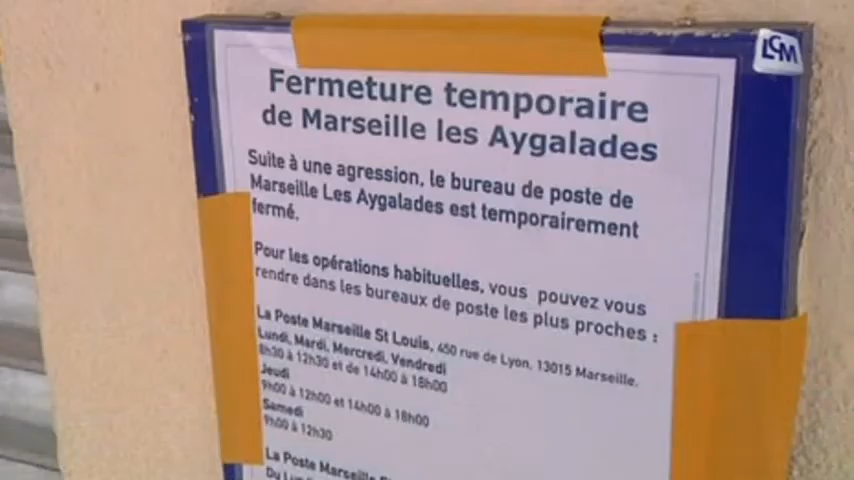 LCM
Fermeture temporaire
de Marseille les Aygalades
Suite à une agression, le bureau de poste de
Marseille Les Aygalades est temporairement
fermé.
Pour les opérations habituelles, vous pouvez vous
rendre dans les bureaux de poste les plus proches :
La Poste Marseille St Louis, 450 rue de Lyon, 13015 Marseille.
Lundi, Mardi, Mercredi, Vendredi
8h30 à 12h30 et de 14h00 à 18h00
Jeudi
9h00 à 12h00 et 14h00 à 18h00
Samedi
9h00 à 12h30
La Poste Marseille